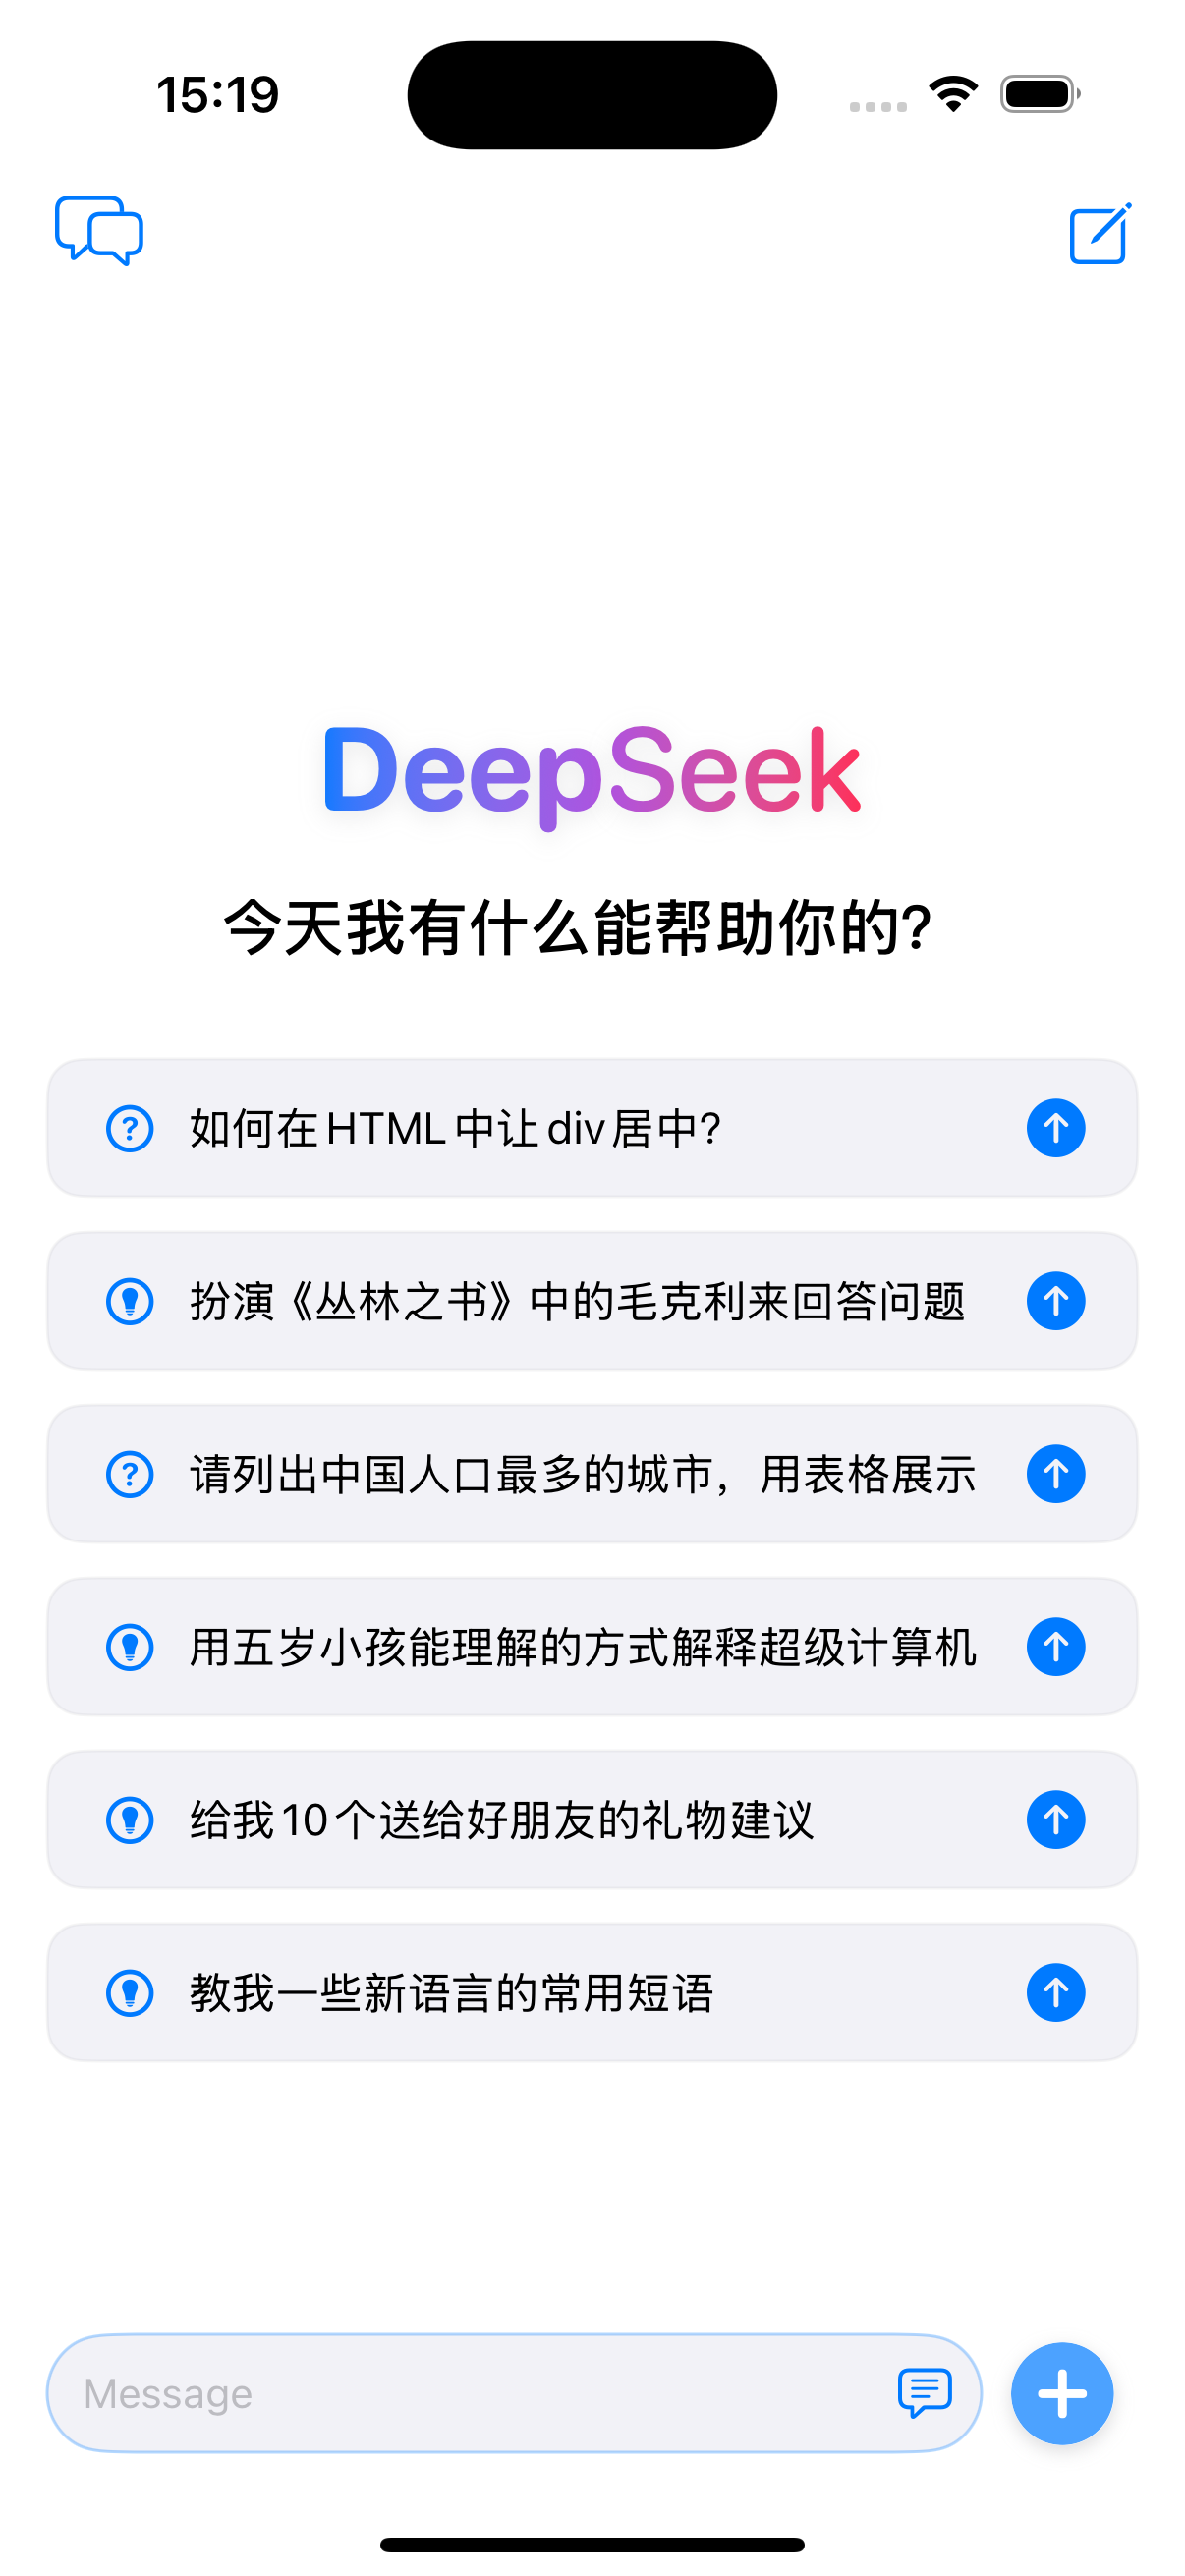 15:19
DeepSeek
今天我有什么能帮助你的?
如何在 HTML 中让 div 居中?
扮演《丛林之书》中的毛克利来回答问题
请列出中国人口最多的城市，用表格展示
用五岁小孩能理解的方式解释超级计算机
给我 10 个送给好朋友的礼物建议
教我一些新语言的常用短语
Message